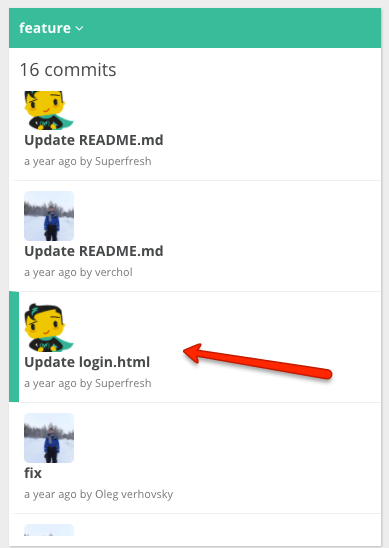 feature
16 commits
Update README.md
a year ago by Superfresh
Update README.md
a year ago by verchol
Update login.html
a year ago by Superfresh
fix
a year ago by Oleg verhovsky